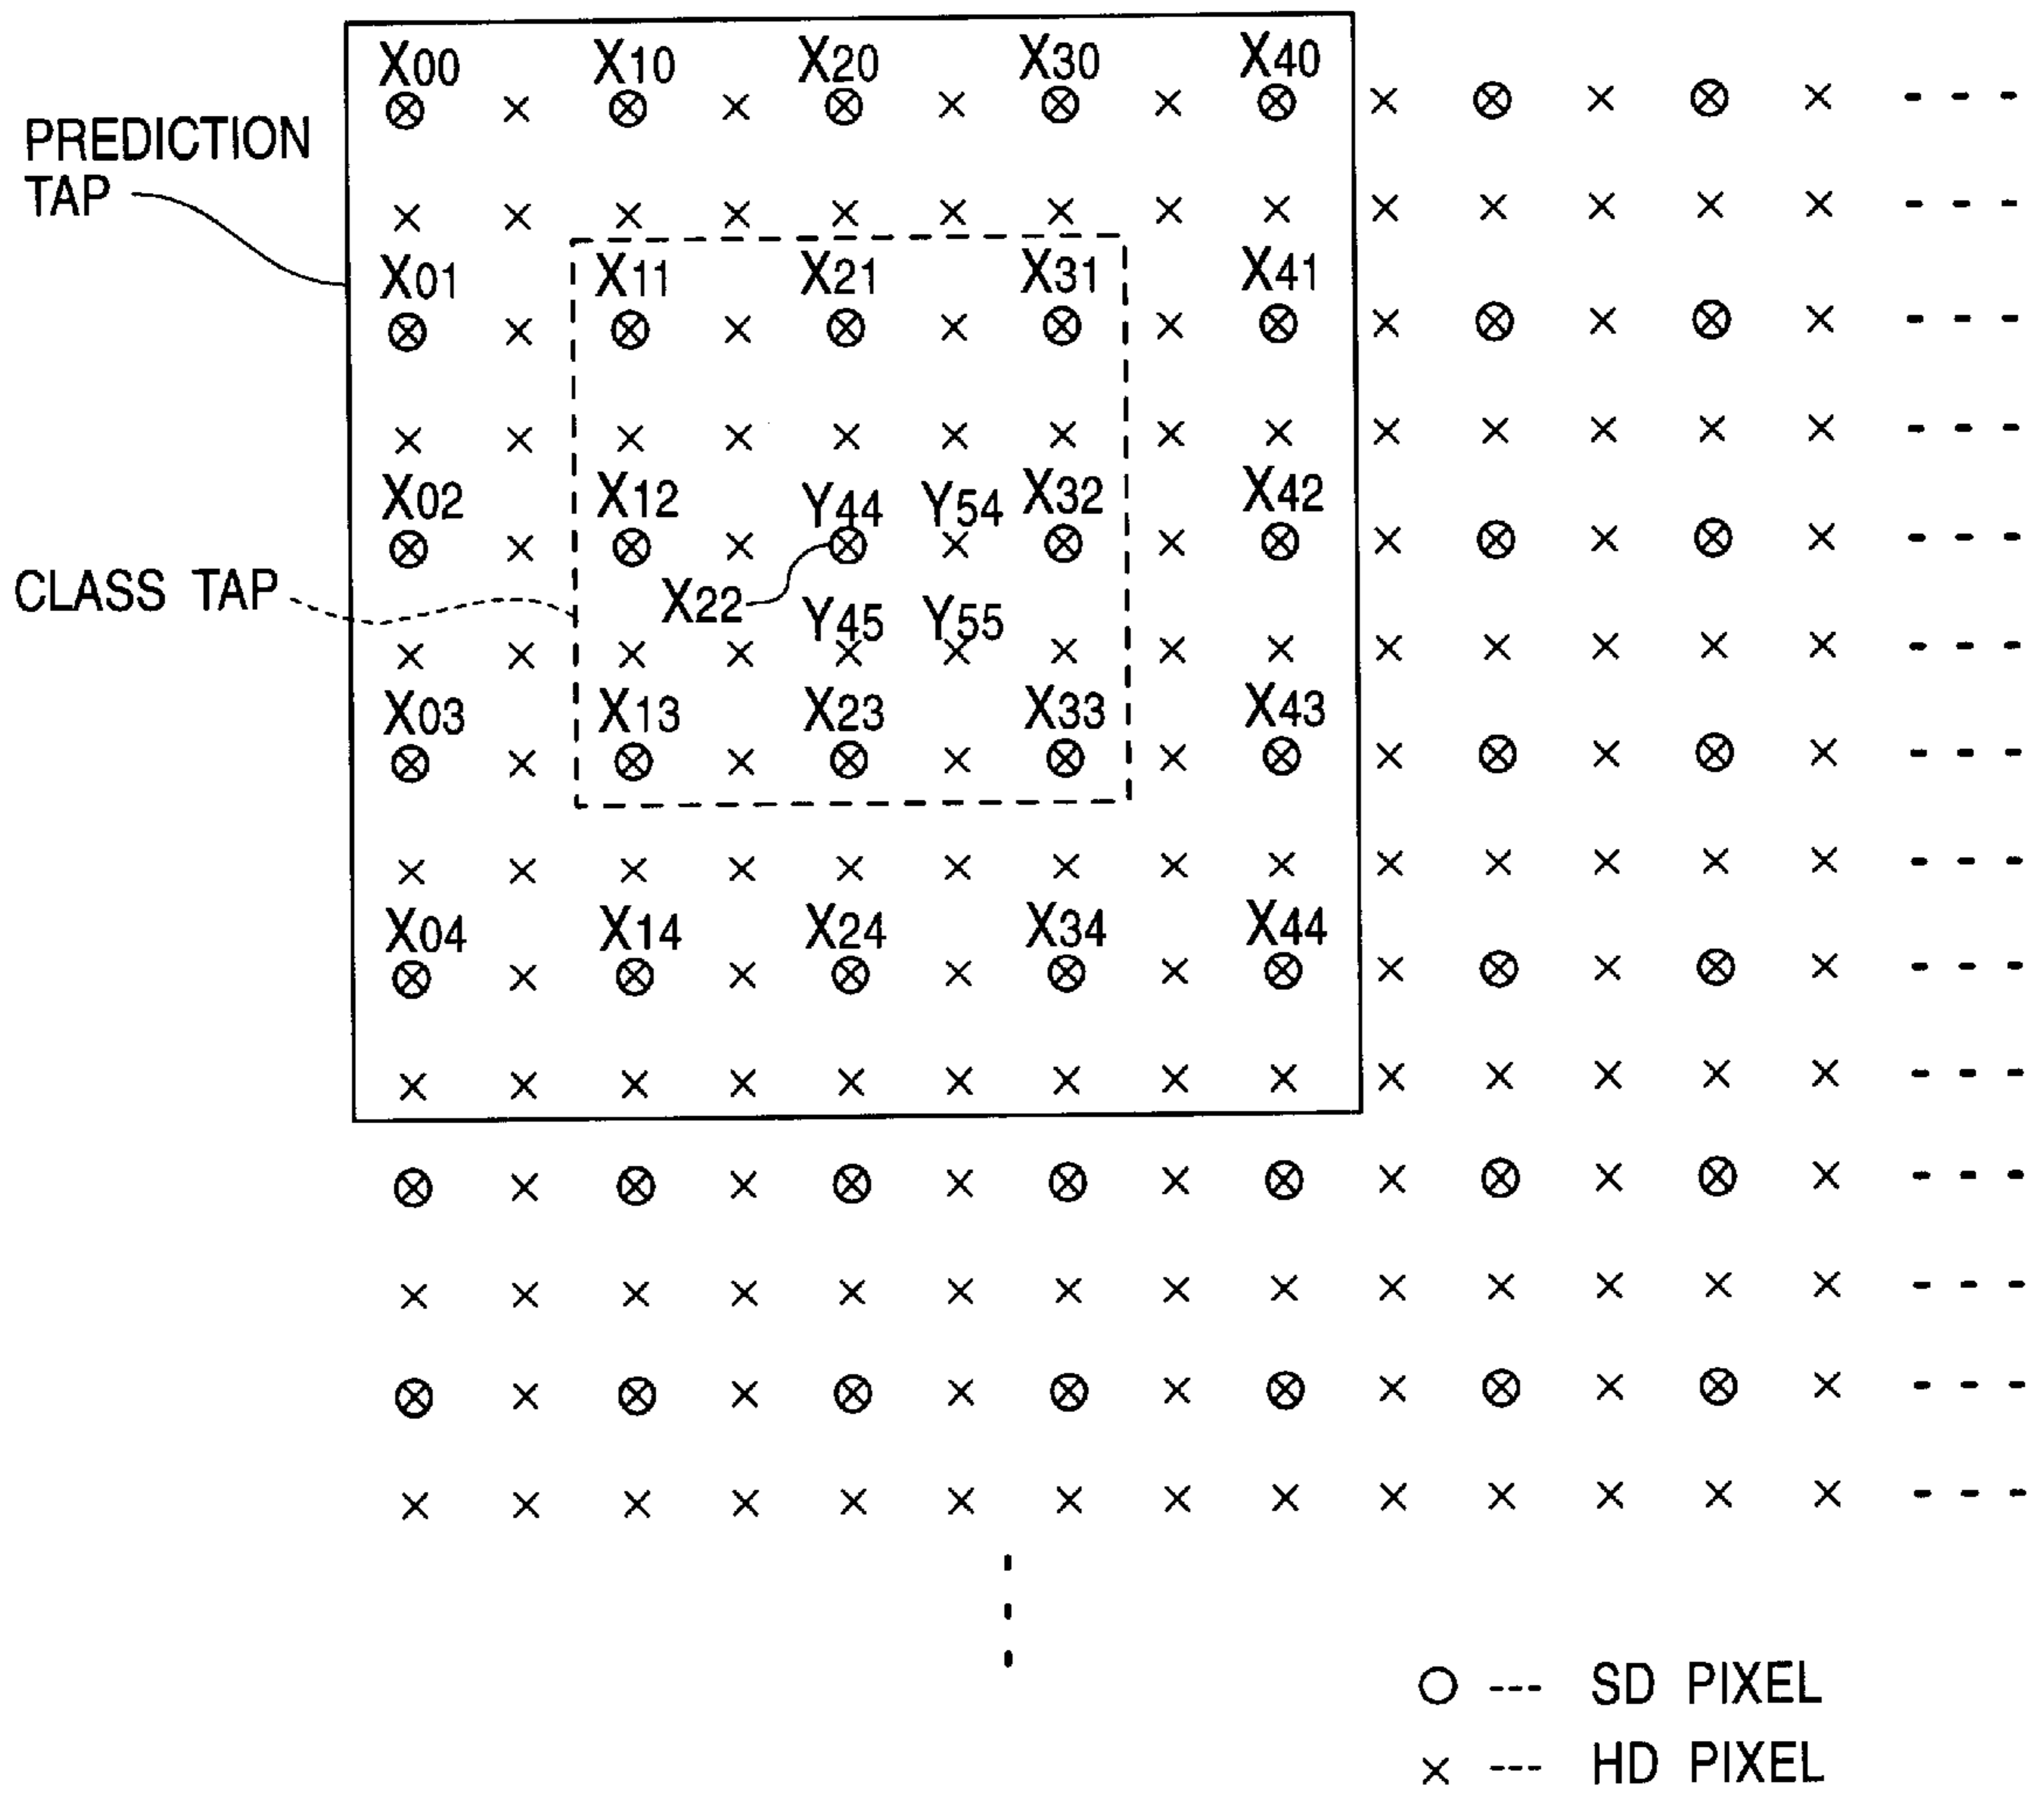 X00 X10 X20 X30 X40
PREDICTION
TAP
X01 X11 X21 X31 X41
X02 X12 Y44 Y54 X32 X42
CLASS TAP
X22 Y45 Y55
X03 X13 X23 X33 X43
X04 X14 X24 X34 X44
SD PIXEL
HD PIXEL